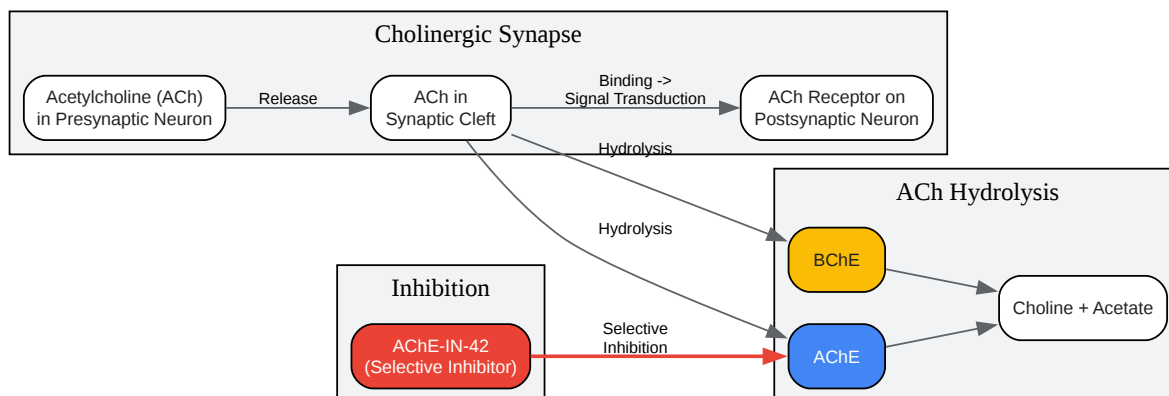 Cholinergic Synapse
Acetylcholine (ACh)
in Presynaptic Neuron
Release
ACh in
Synaptic Cleft
Binding ->
Signal Transduction
ACh Receptor on
Postsynaptic Neuron
Hydrolysis
Hydrolysis
ACh Hydrolysis
BChE
AChE
Choline + Acetate
Inhibition
AChE-IN-42
(Selective Inhibitor)
Selective
Inhibition